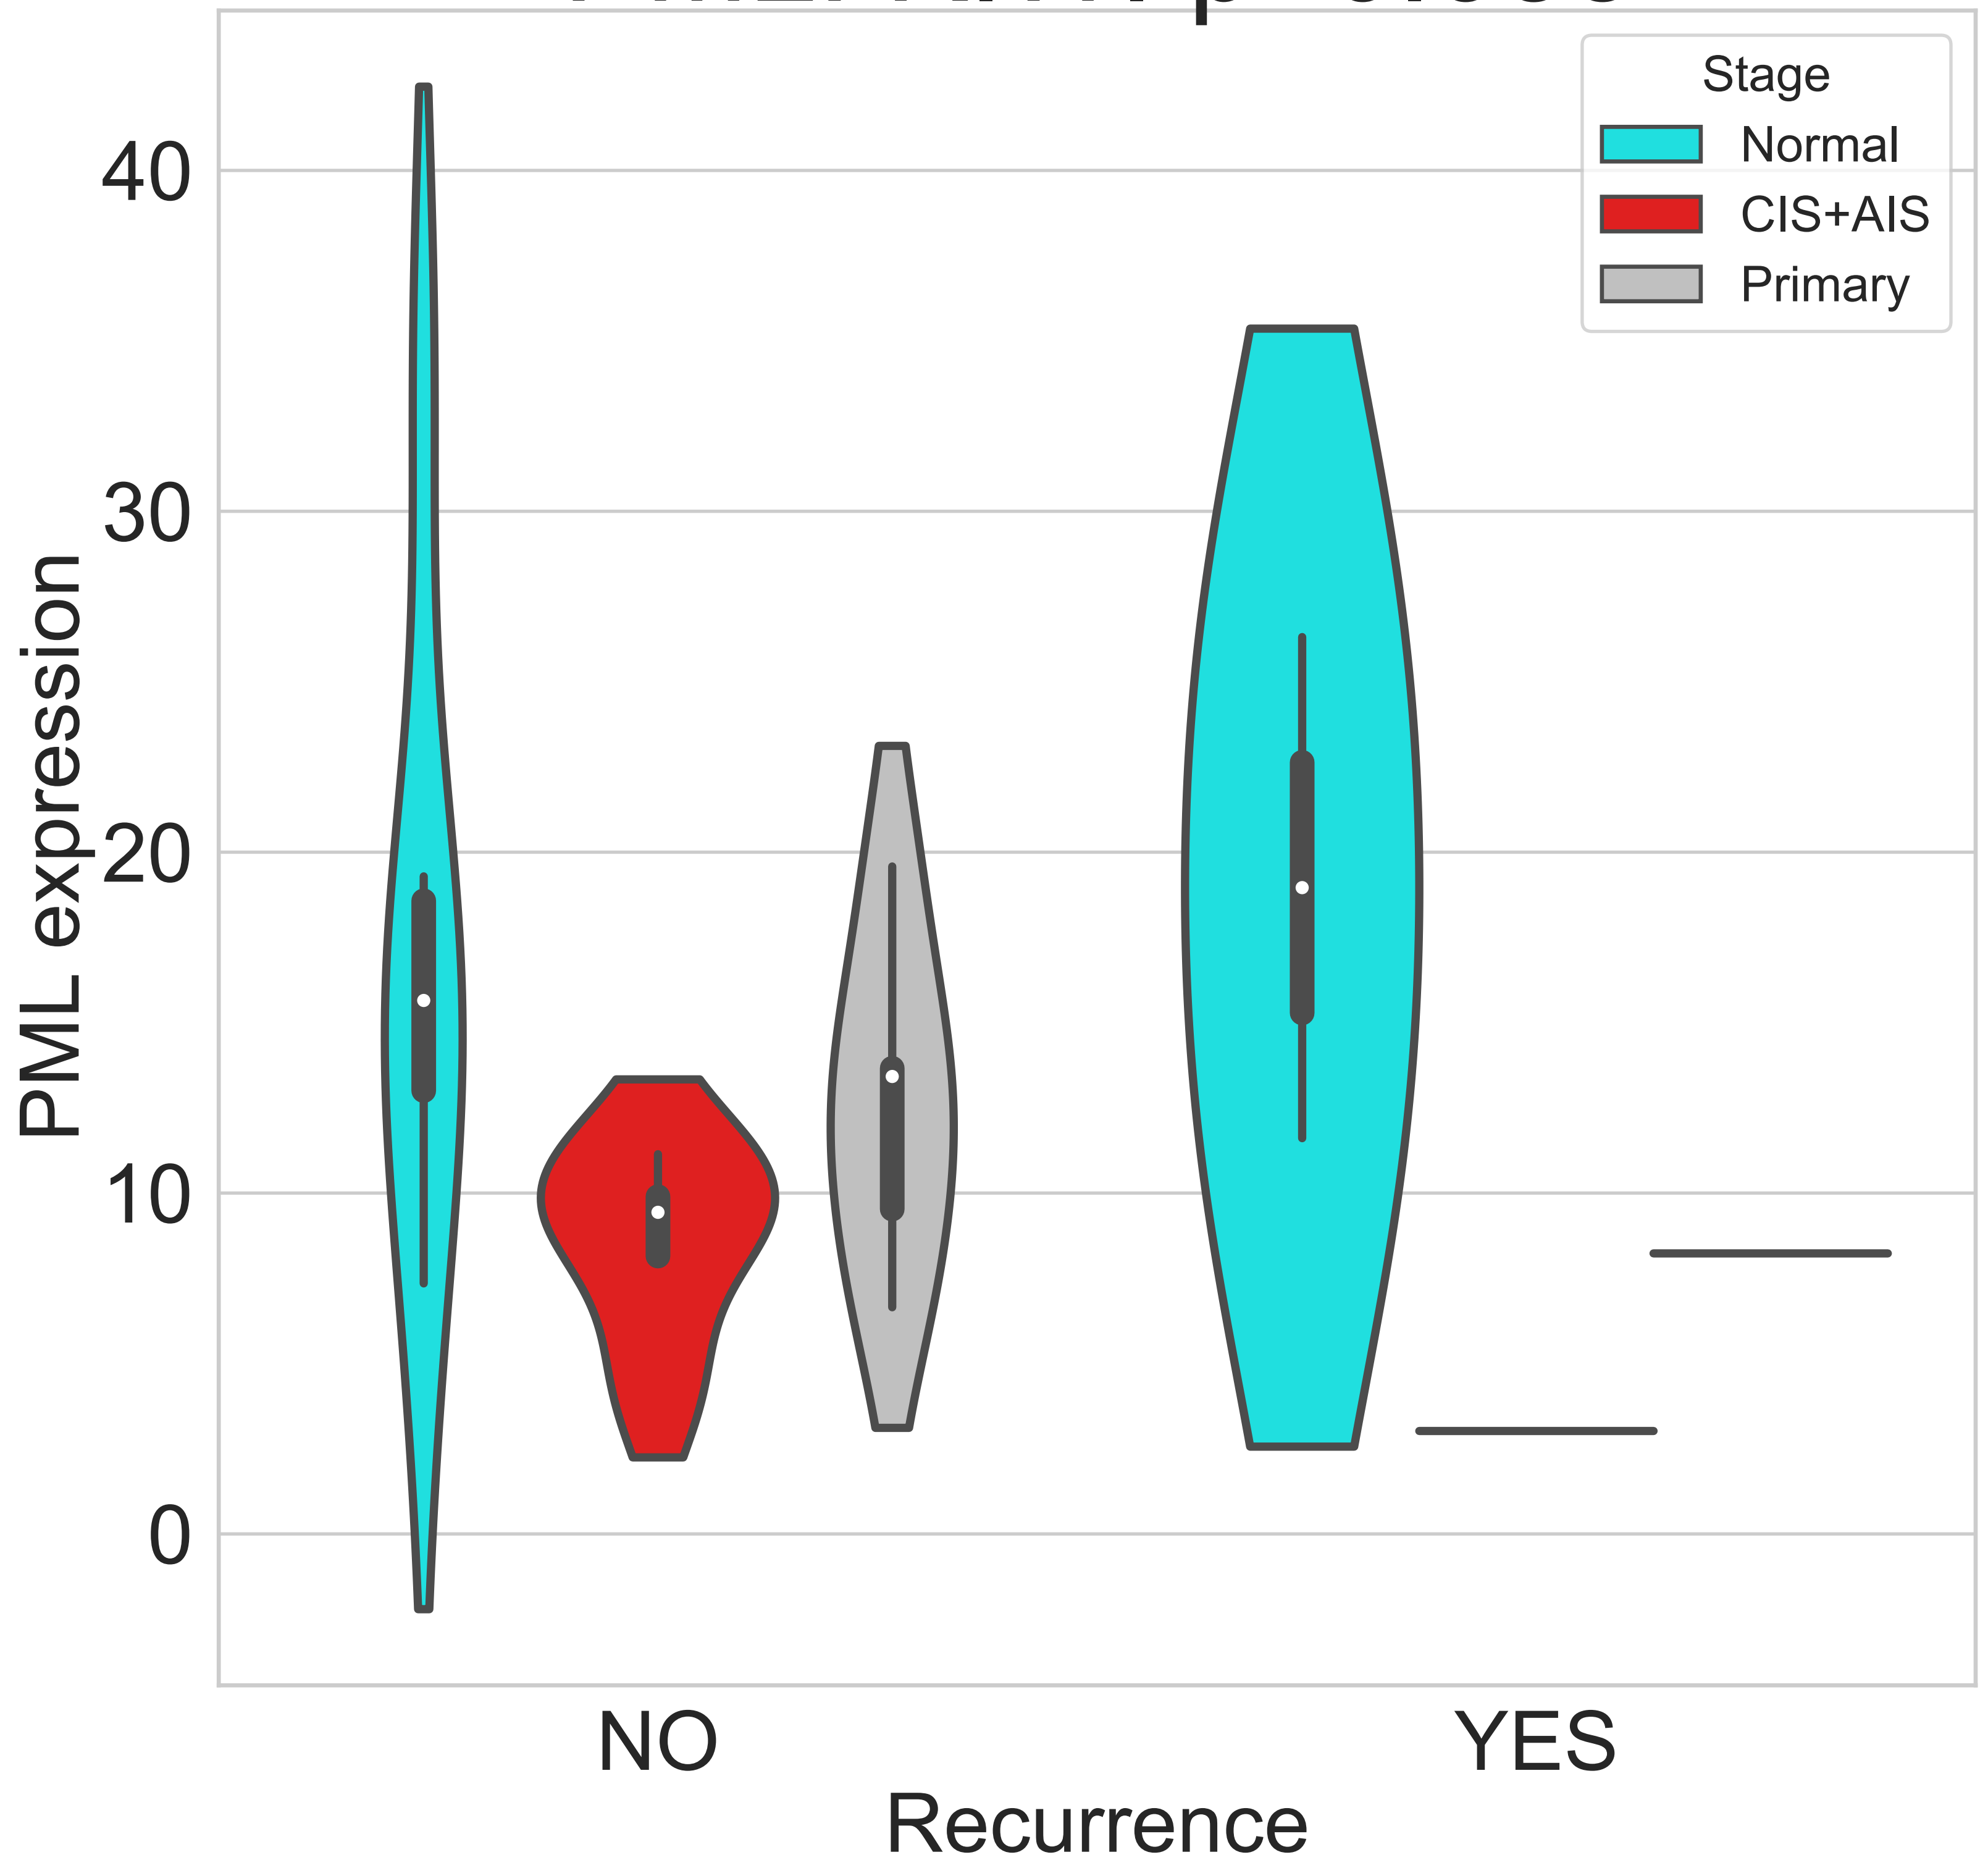 Stage
Normal
CIS+AIS
Primary
40
30
20
10
0
PML expression
NO
YES
Recurrence